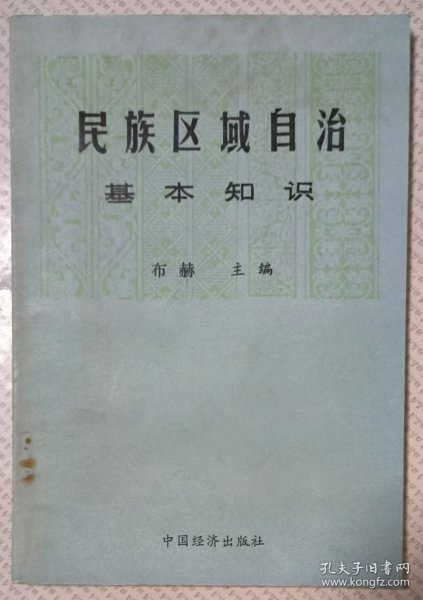 民族区域自治
基本知识
布赫 主编
中国经济出版社
孔夫子旧书网
www.kongfz.com